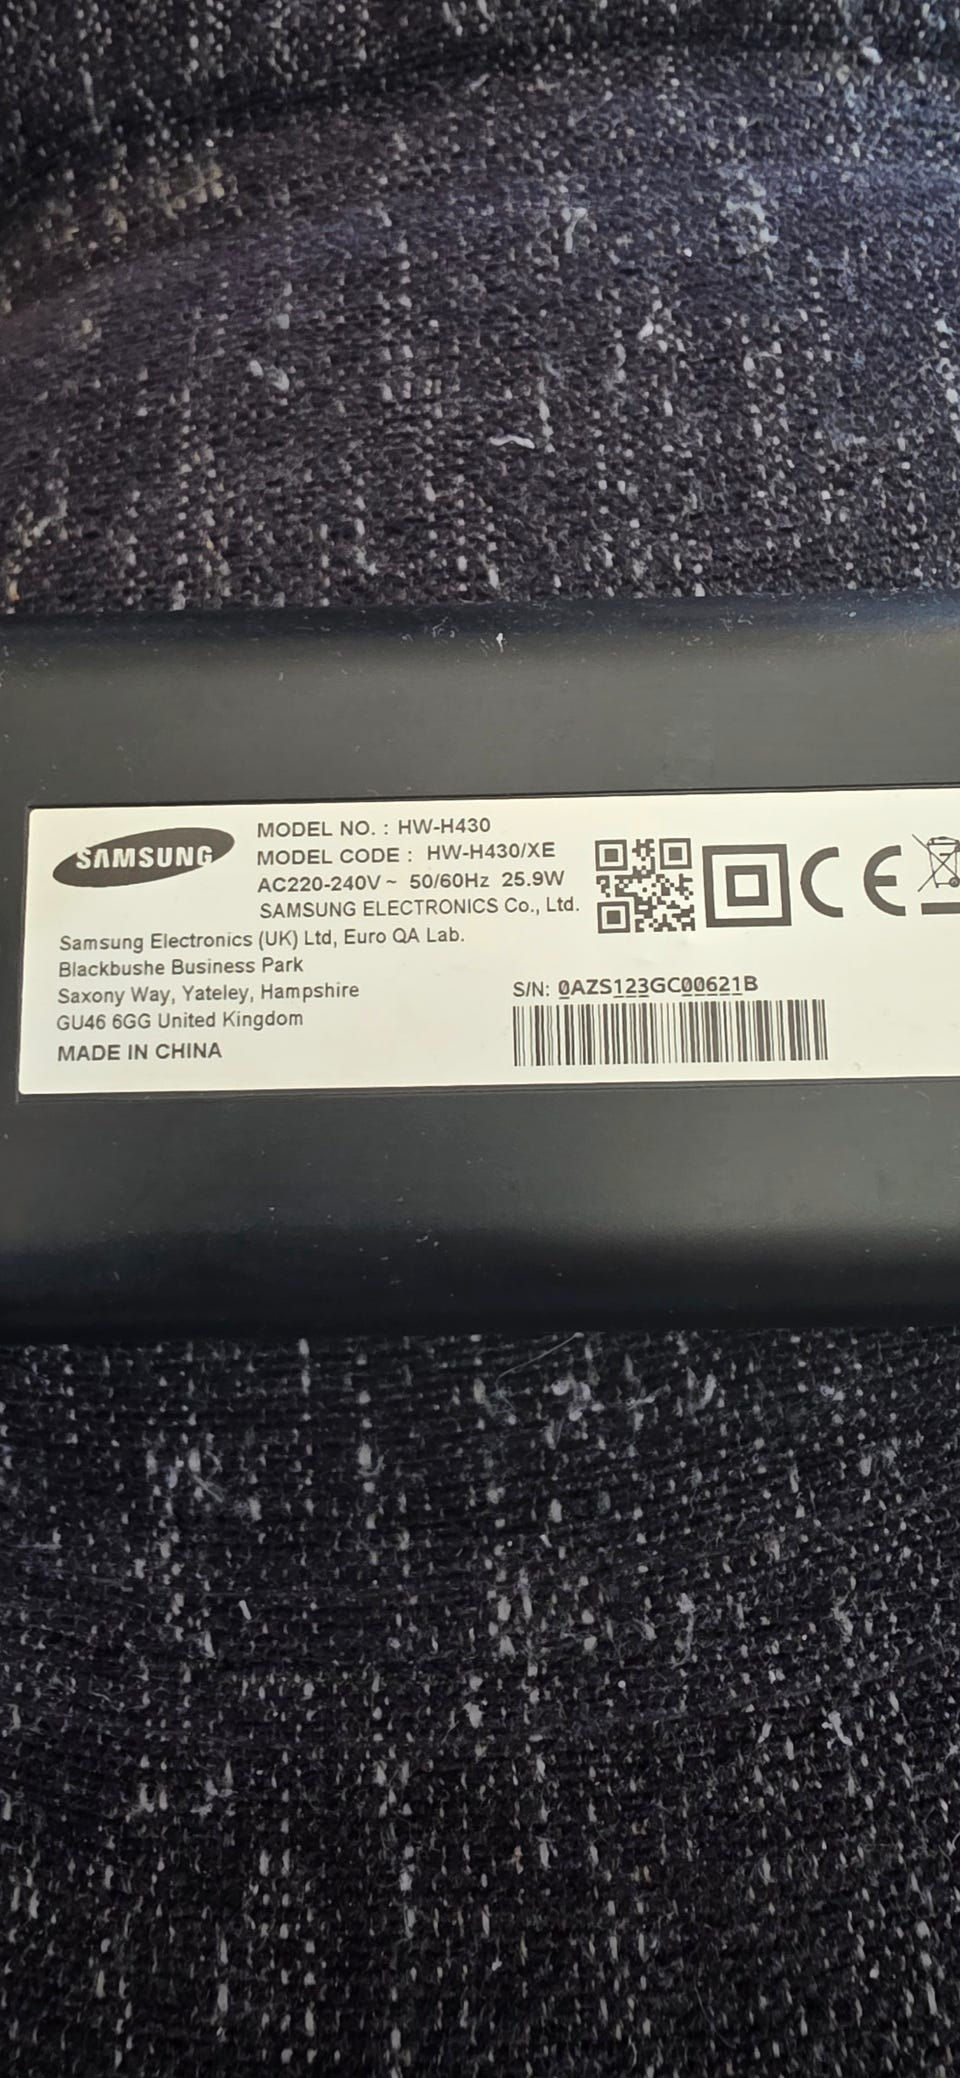 SAMSUNG
MODEL NO. : HW-H430
MODEL CODE : HW-H430/XE
AC220-240V ~ 50/60Hz 25.9W
SAMSUNG ELECTRONICS Co., Ltd.
Samsung Electronics (UK) Ltd, Euro QA Lab.
Blackbushe Business Park
Saxony Way, Yateley, Hampshire
GU46 6GG United Kingdom
MADE IN CHINA
CE
S/N: 0AZS123GC00621B